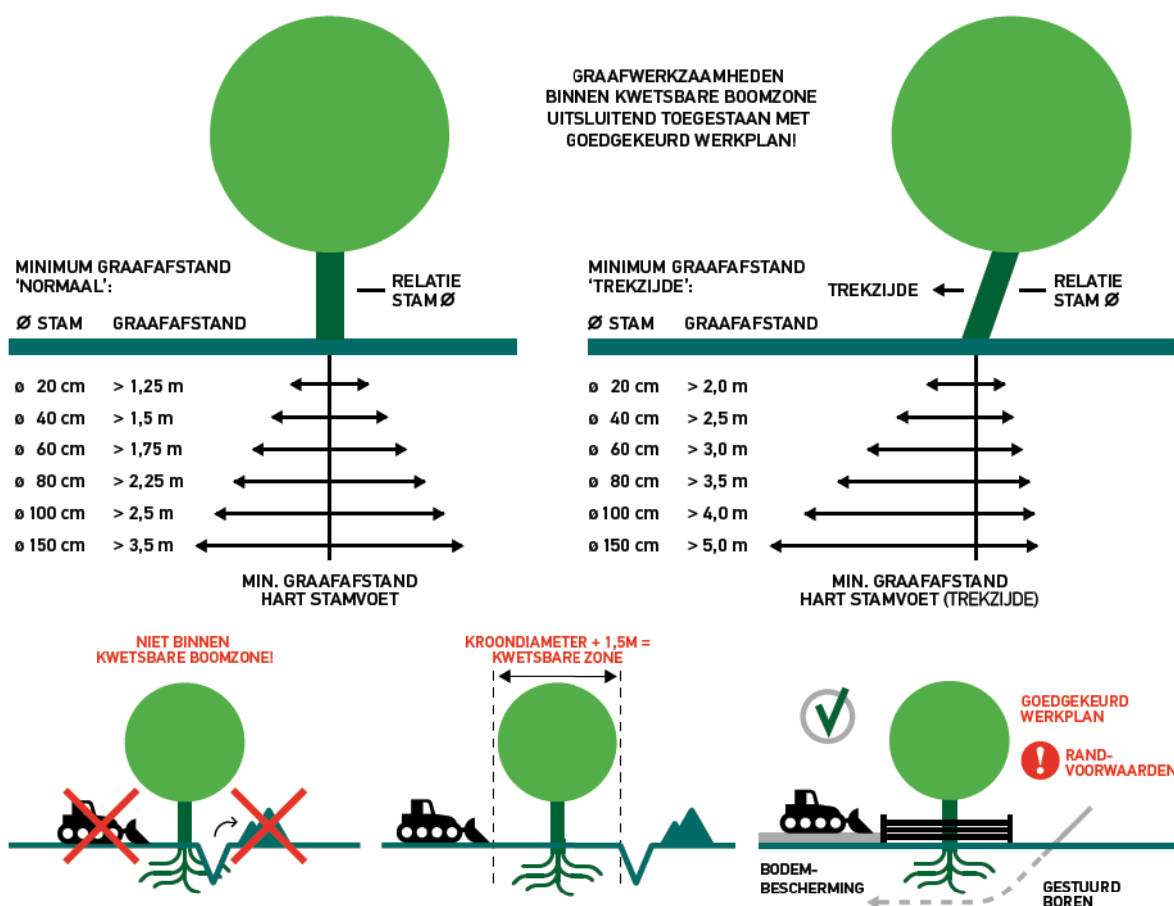 GRAAFWERKZAAMHEDEN
BINNEN KWETSBARE BOOMZONE
UITSLUITEND TOEGESTAAN MET
GOEDGEKEURD WERKPLAN!
MINIMUM GRAAFAFSTAND
‘NORMAAL’:
RELATIE
STAM Ø
Ø STAM GRAAFAFSTAND
ø 20 cm > 1,25 m
ø 40 cm > 1,5 m
ø 60 cm > 1,75 m
ø 80 cm > 2,25 m
ø 100 cm > 2,5 m
ø 150 cm > 3,5 m
MIN. GRAAFAFSTAND
HART STAMVOET
MINIMUM GRAAFAFSTAND
‘TREKZIJDE’:
TREKZIJDE
RELATIE
STAM Ø
Ø STAM GRAAFAFSTAND
ø 20 cm > 2,0 m
ø 40 cm > 2,5 m
ø 60 cm > 3,0 m
ø 80 cm > 3,5 m
ø 100 cm > 4,0 m
ø 150 cm > 5,0 m
MIN. GRAAFAFSTAND
HART STAMVOET (TREKZIJDE)
NIET BINNEN
KWETSBARE BOOMZONE!
KROONDIAMETER + 1,5M =
KWETSBARE ZONE
GOEDGEKEURD
WERKPLAN
! RAND-
VOORWAARDEN
BODEM-
BESCHERMING
GESTUURD
BOREN